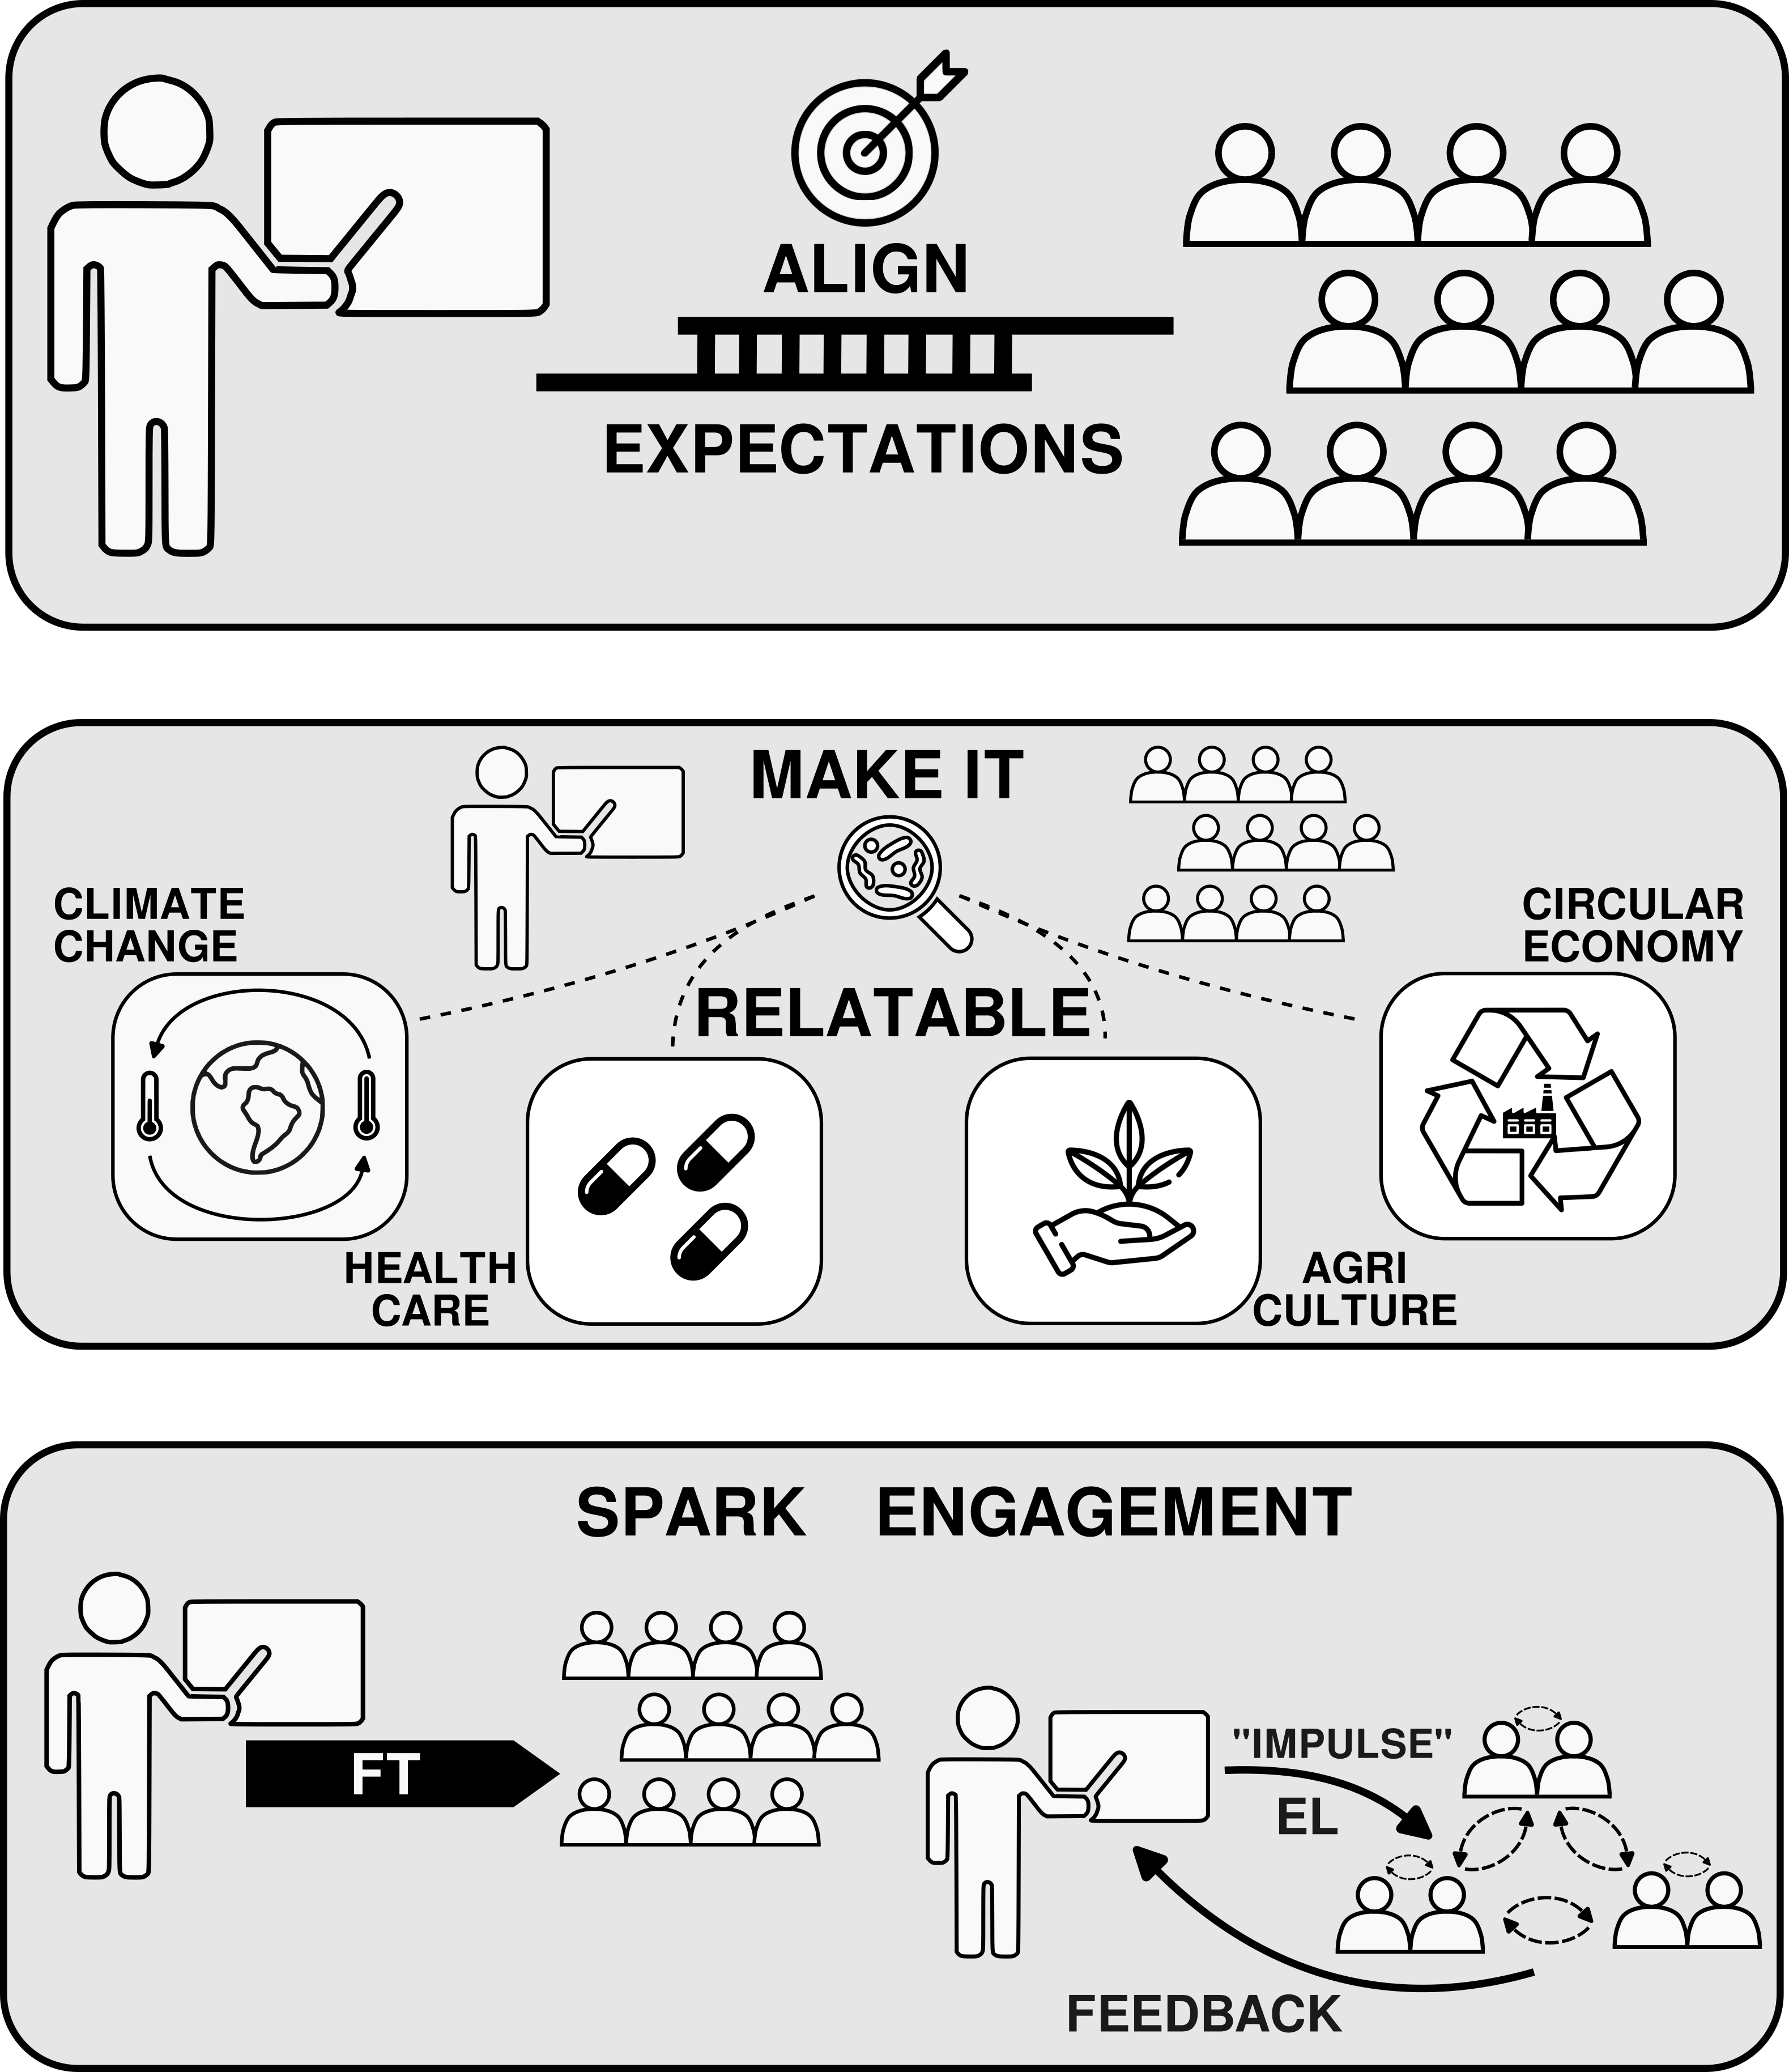 ALIGN
EXPECTATIONS
MAKE IT
RELATABLE
CLIMATE
CHANGE
HEALTH
CARE
AGRI
CULTURE
CIRCULAR
ECONOMY
SPARK ENGAGEMENT
FT
"IMPULSE"
EL
FEEDBACK